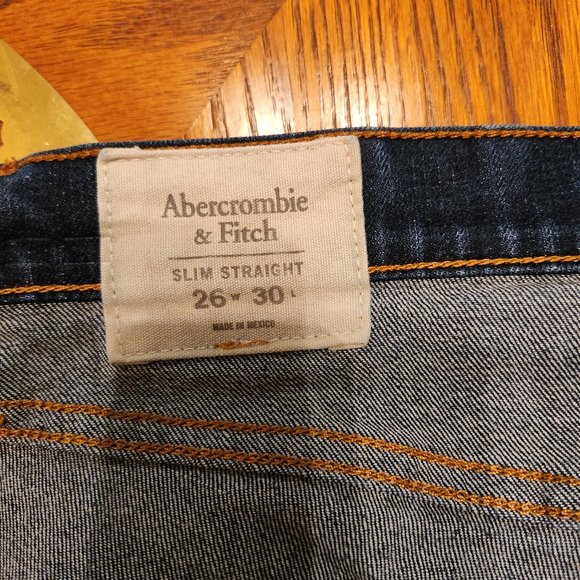 Abercrombie
& Fitch
SLIM STRAIGHT
26 W 30 L
MADE IN MEXICO